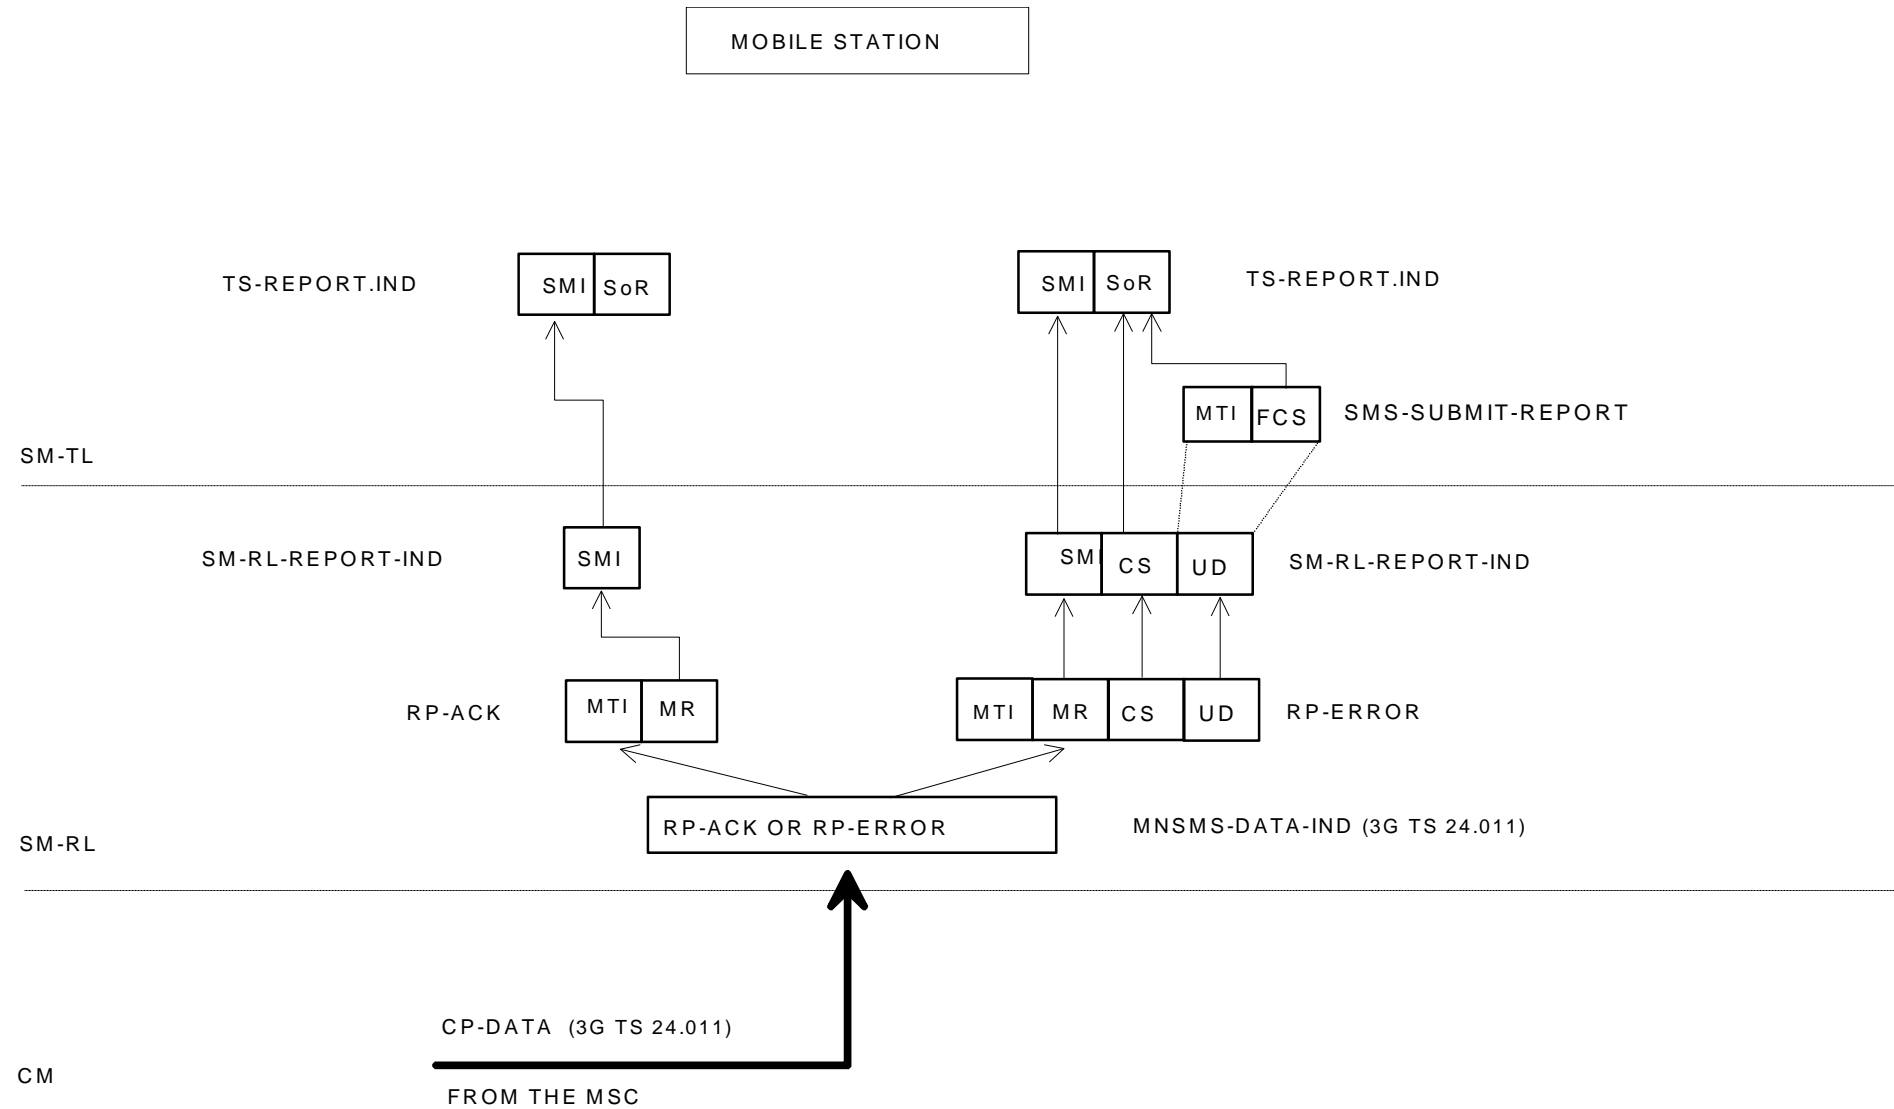 MOBILE STATION
TS-REPORT.IND
SMI
SoR
SMI
SoR
TS-REPORT.IND
MTI
FCS
SMS-SUBMIT-REPORT
SM-TL
SM-RL-REPORT-IND
SMI
SMI
CS
UD
SM-RL-REPORT-IND
RP-ACK
MTI
MR
MTI
MR
CS
UD
RP-ERROR
RP-ACK OR RP-ERROR
MNSMS-DATA-IND (3G TS 24.011)
SM-RL
CP-DATA (3G TS 24.011)
CM
FROM THE MSC